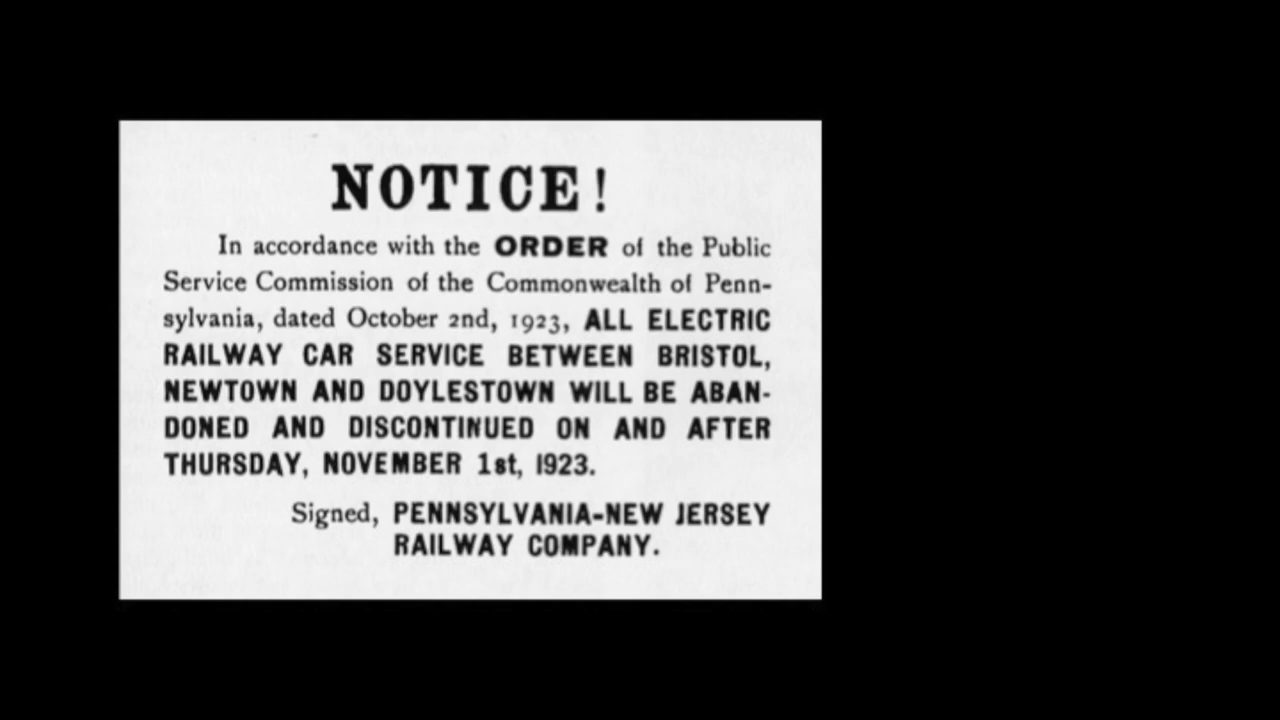 NOTICE!
In accordance with the ORDER of the Public
Service Commission of the Commonwealth of Penn-
sylvania, dated October 2nd, 1923, ALL ELECTRIC
RAILWAY CAR SERVICE BETWEEN BRISTOL,
NEWTOWN AND DOYLESTOWN WILL BE ABAN-
DONED AND DISCONTINUED ON AND AFTER
THURSDAY, NOVEMBER 1st, 1923.
Signed, PENNSYLVANIA-NEW JERSEY
RAILWAY COMPANY.